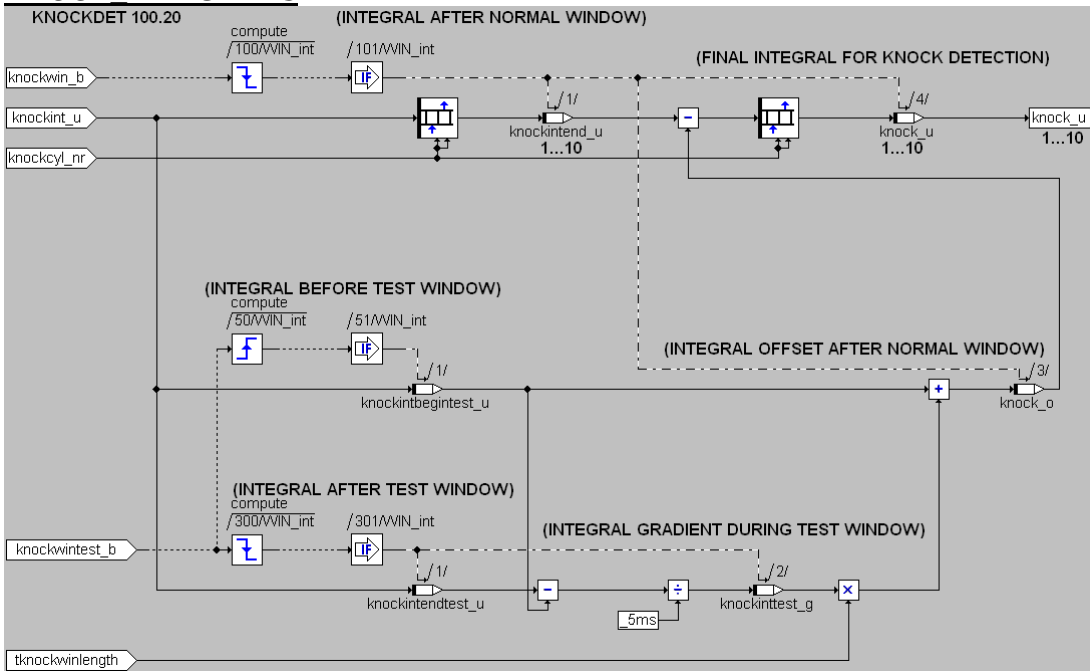 KNOCKDET 100.20
(INTEGRAL AFTER NORMAL WINDOW)
compute
/100/WIN_int
/101/WIN_int
(FINAL INTEGRAL FOR KNOCK DETECTION)
knockwin_b
IF
/1/
/4/
knockint_u
knockintend_u
1...10
-
knock_u
1...10
knock_u
1...10
knockcyl_nr
(INTEGRAL BEFORE TEST WINDOW)
compute
/50/WIN_int
/51/WIN_int
IF
(INTEGRAL OFFSET AFTER NORMAL WINDOW)
/1/
/3/
knockintbegintest_u
+
knock_o
(INTEGRAL AFTER TEST WINDOW)
compute
/300/WIN_int
/301/WIN_int
(INTEGRAL GRADIENT DURING TEST WINDOW)
knockwintest_b
IF
/1/
/2/
knockintendtest_u
-
÷
knockinttest_g
×
_5ms
tknockwinlength